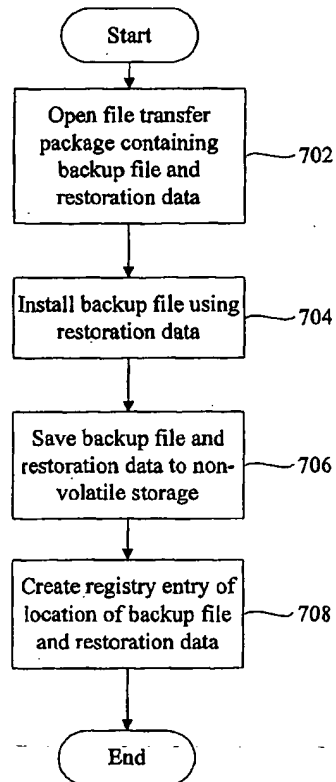 Start
Open file transfer
package containing
backup file and
restoration data
702
Install backup file using
restoration data
704
Save backup file and
restoration data to non-
volatile storage
706
Create registry entry of
location of backup file
and restoration data
708
End